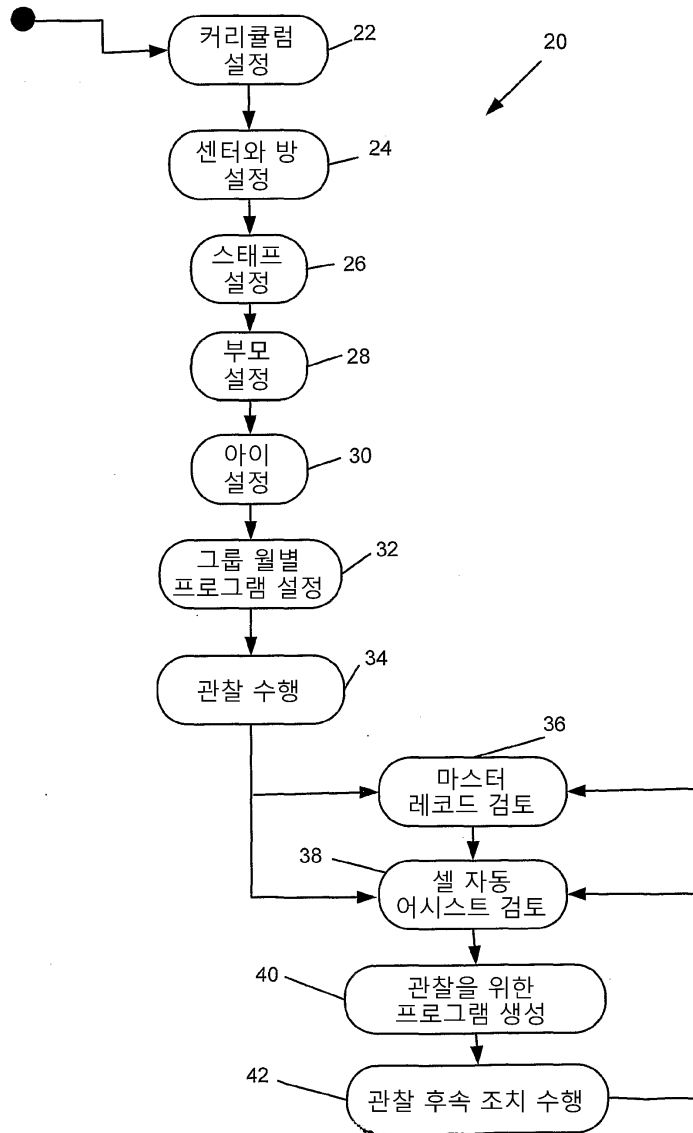 커리큘럼
설정
22
20
센터와 방
설정
24
스태프
설정
26
부모
설정
28
아이
설정
30
그룹 월별
프로그램 설정
32
관찰 수행
34
36
마스터
레코드 검토
38
셀 자동
어시스트 검토
40
관찰을 위한
프로그램 생성
42
관찰 후속 조치 수행